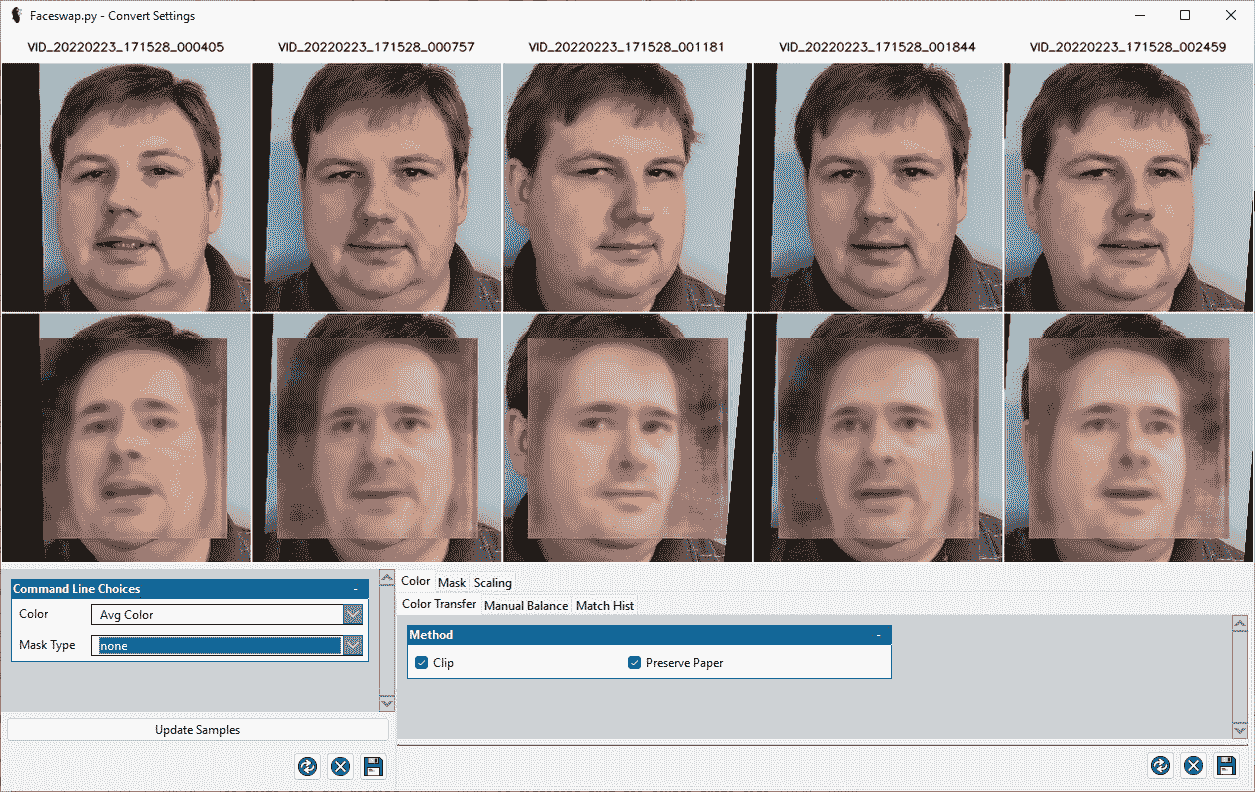 Faceswap.py - Convert Settings
VID_20220223_171528_000405 VID_20220223_171528_000757 VID_20220223_171528_001181 VID_20220223_171528_001844 VID_20220223_171528_002459
Command Line Choices -
Color Avg Color
Mask Type none
Update Samples
Color Mask Scaling
Color Transfer Manual Balance Match Hist
Method -
Clip Preserve Paper